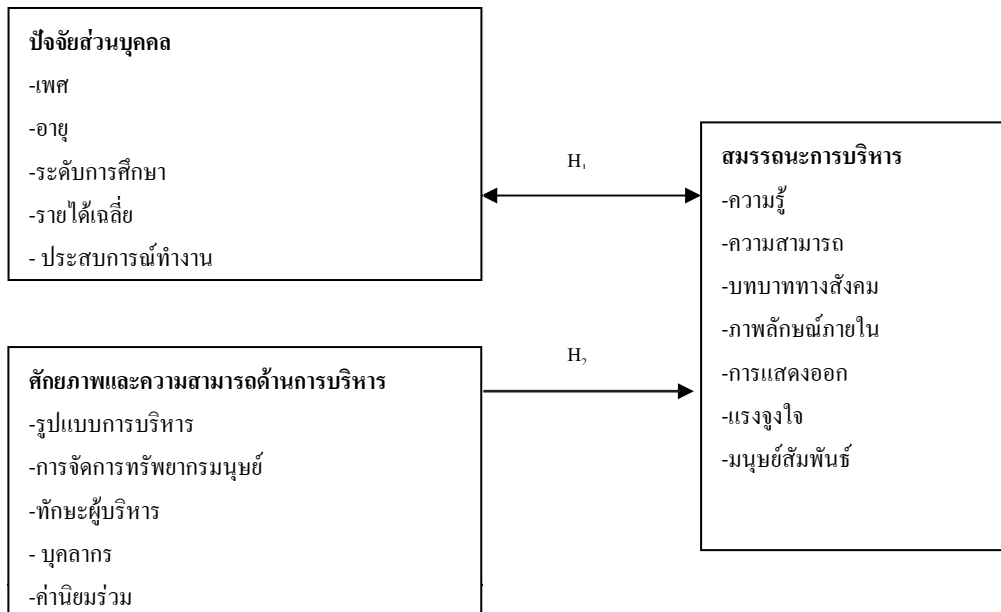 ปัจจัยส่วนบุคคล
-เพศ
-อายุ
-ระดับการศึกษา
-รายได้เฉลี่ย
- ประสบการณ์ทำงาน
H₁
สมรรถนะการบริหาร
-ความรู้
-ความสามารถ
-บทบาททางสังคม
-ภาพลักษณ์ภายใน
-การแสดงออก
-แรงจูงใจ
-มนุษย์สัมพันธ์
H₂
ศักยภาพและความสามารถด้านการบริหาร
-รูปแบบการบริหาร
-การจัดการทรัพยากรมนุษย์
-ทักษะผู้บริหาร
- บุคลากร
-ค่านิยมร่วม